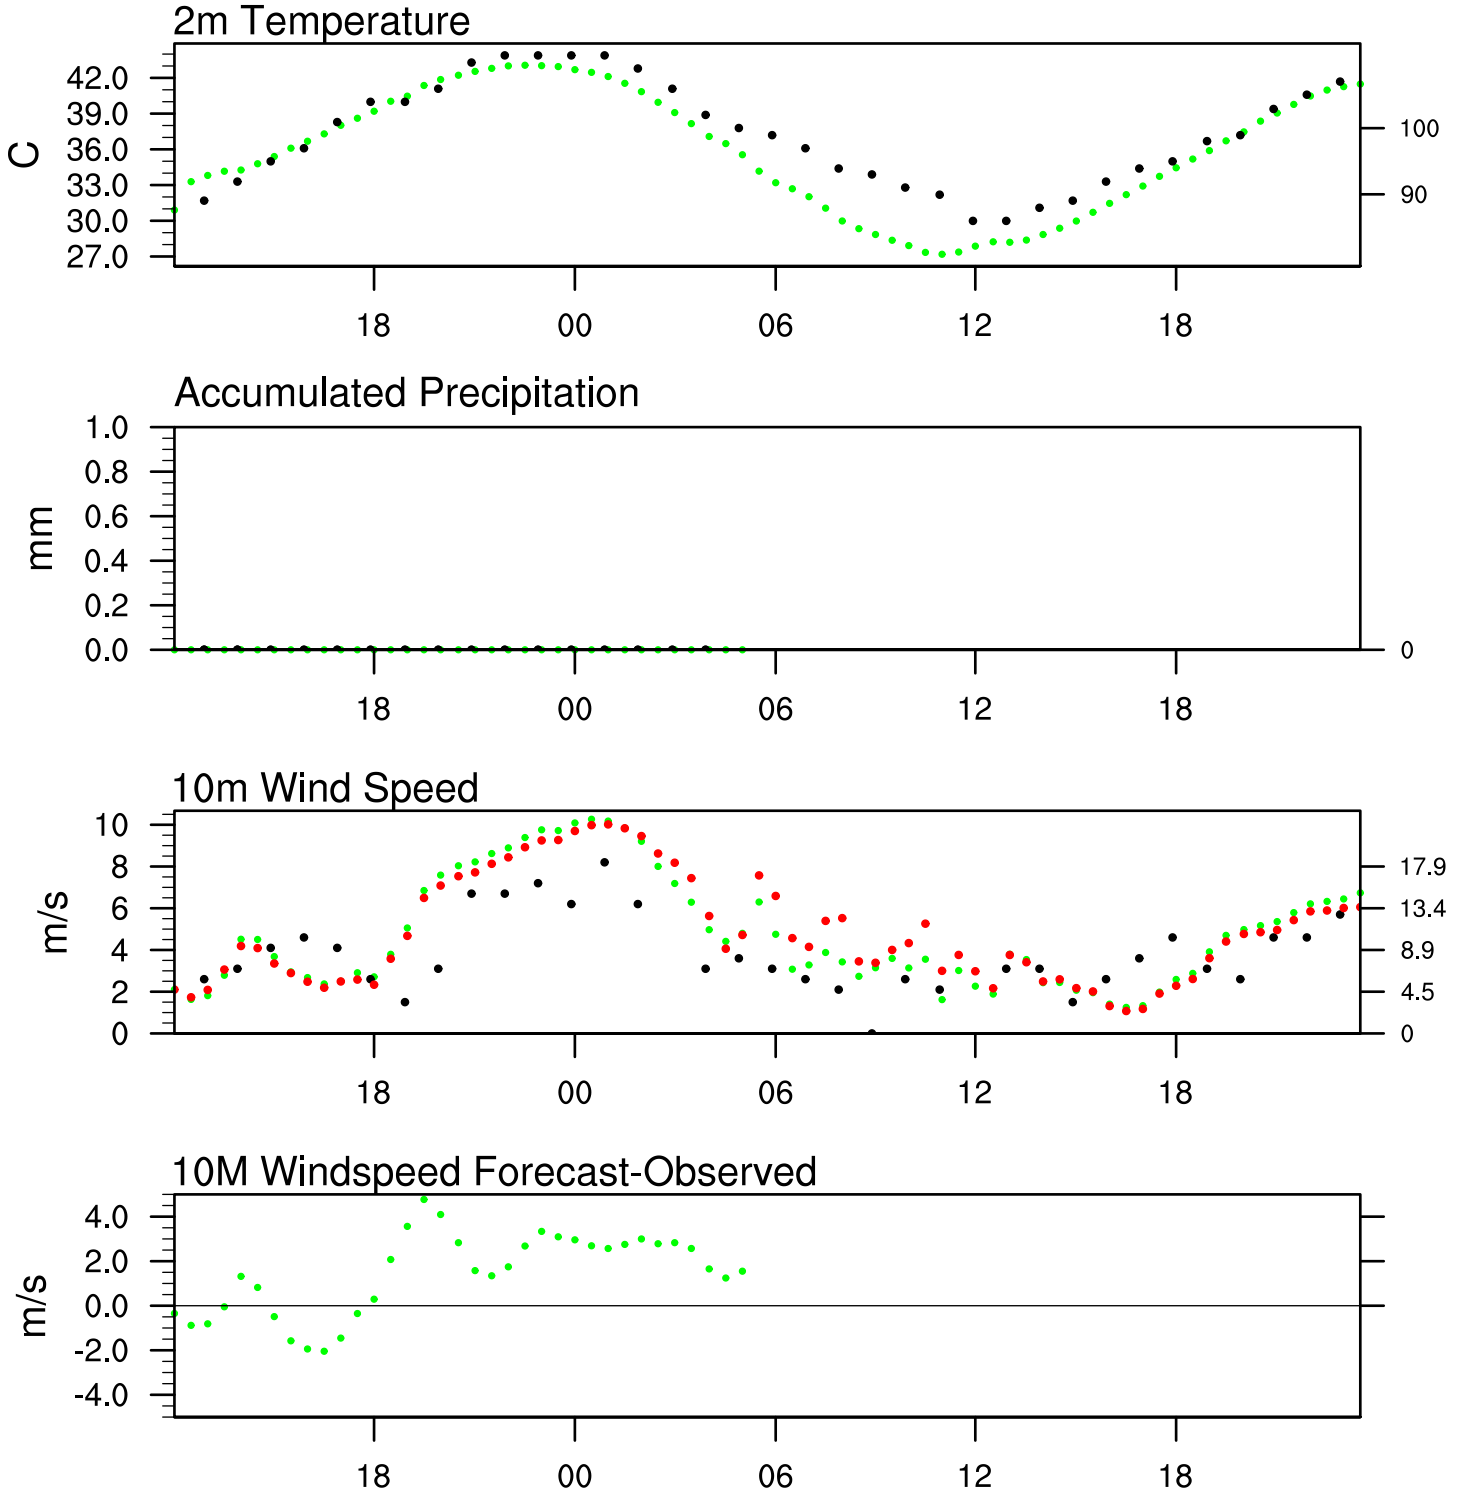 2m Temperature
42.0
39.0
36.0
33.0
30.0
27.0
C
100
90
18 00 06 12 18
Accumulated Precipitation
1.0
0.8
0.6
0.4
0.2
0.0
mm
0
18 00 06 12 18
10m Wind Speed
10
8
6
4
2
0
m/s
17.9
13.4
8.9
4.5
0
18 00 06 12 18
10M Windspeed Forecast-Observed
4.0
2.0
0.0
-2.0
-4.0
m/s
18 00 06 12 18